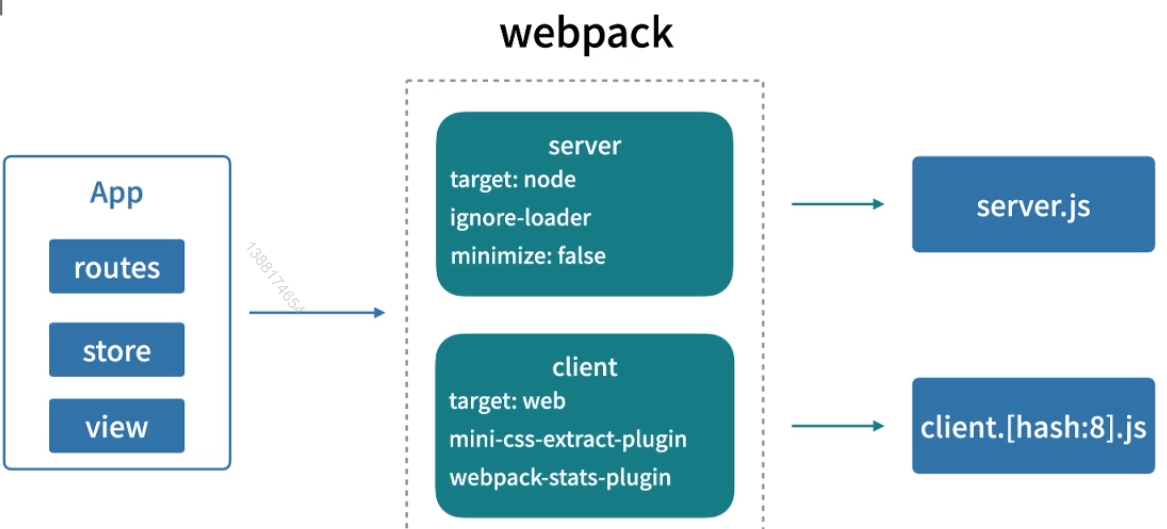 webpack
App
routes
store
view
1388174654
server
target: node
ignore-loader
minimize: false
client
target: web
mini-css-extract-plugin
webpack-stats-plugin
server.js
client.[hash:8].js